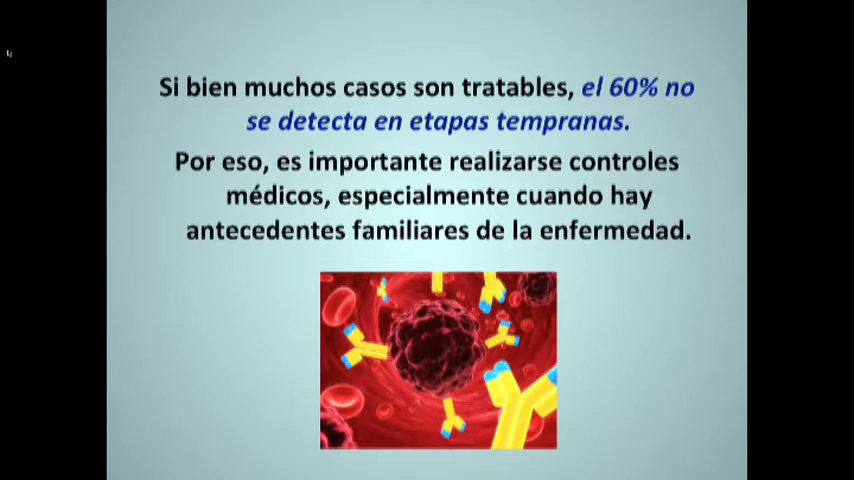 Si bien muchos casos son tratables, el 60% no
se detecta en etapas tempranas.
Por eso, es importante realizarse controles
médicos, especialmente cuando hay
antecedentes familiares de la enfermedad.